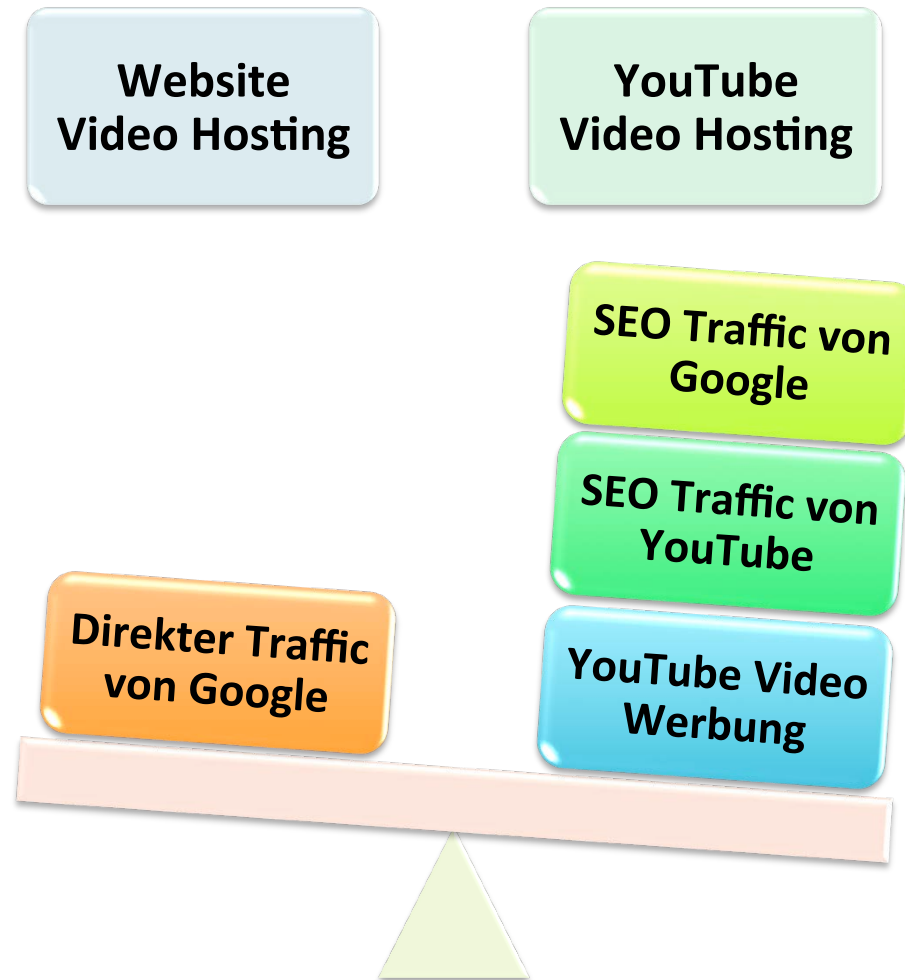 Website
Video Hosting
YouTube
Video Hosting
SEO Traffic von
Google
SEO Traffic von
YouTube
Direkter Traffic
von Google
YouTube Video
Werbung